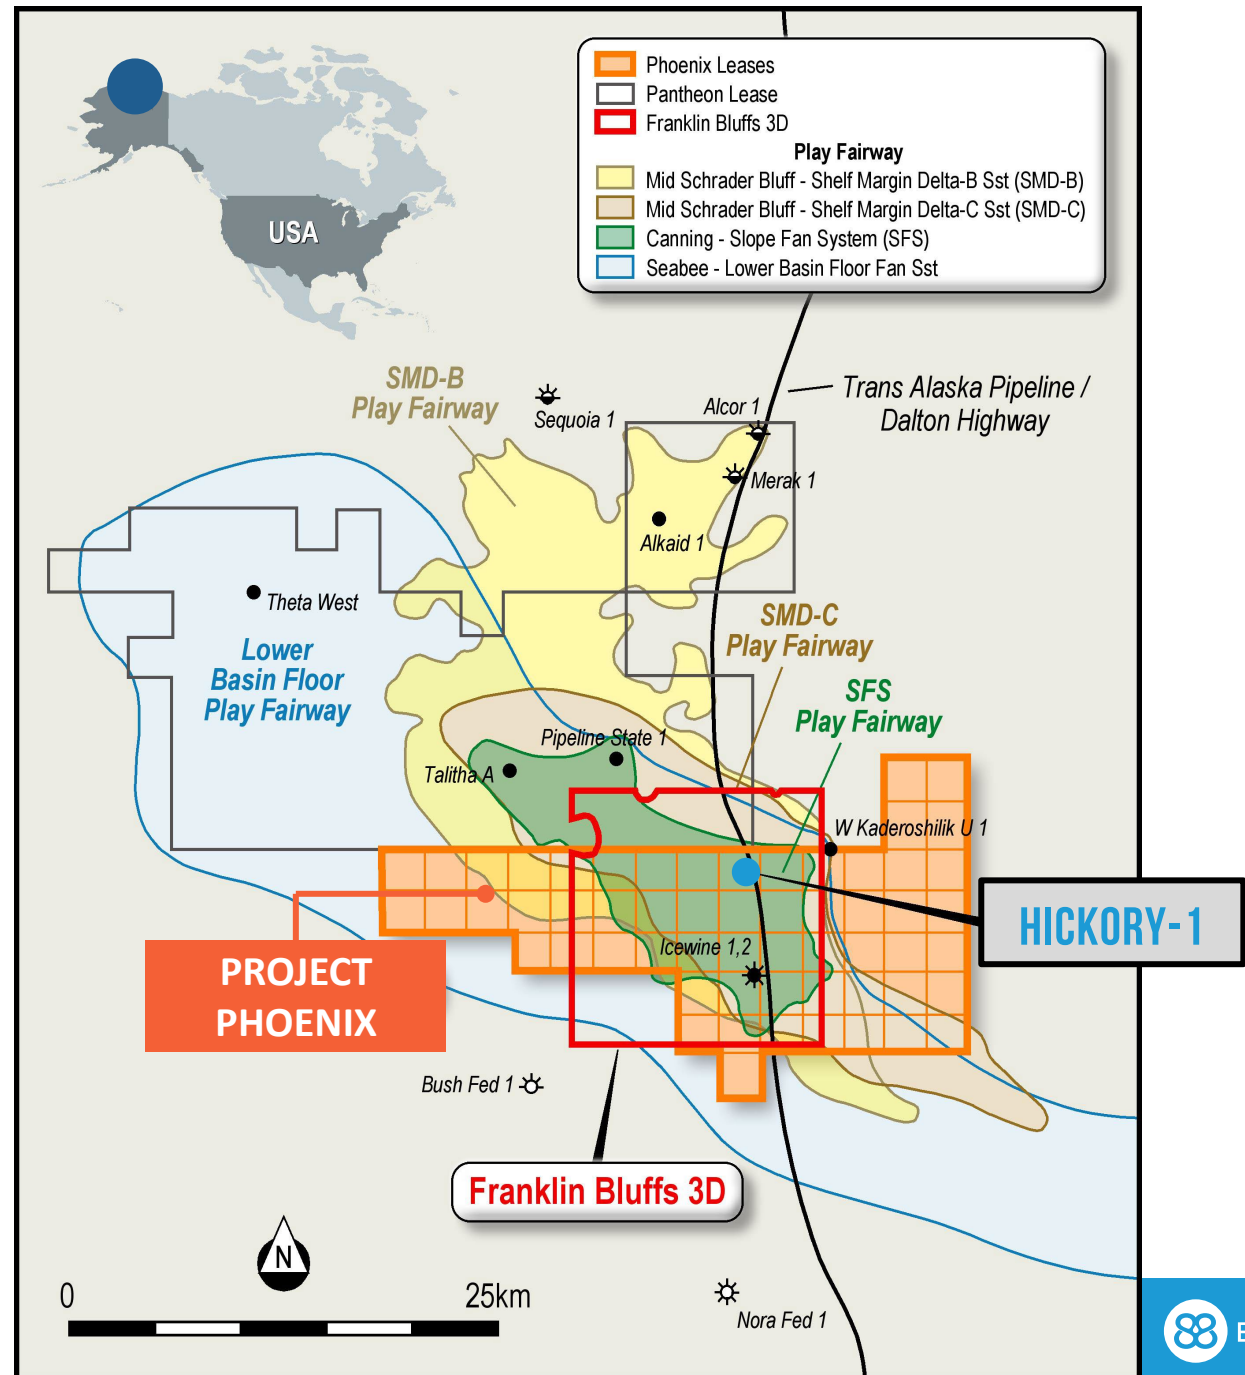 USA
Phoenix Leases
Pantheon Lease
Franklin Bluffs 3D
Play Fairway
Mid Schrader Bluff - Shelf Margin Delta-B Sst (SMD-B)
Mid Schrader Bluff - Shelf Margin Delta-C Sst (SMD-C)
Canning - Slope Fan System (SFS)
Seabee - Lower Basin Floor Fan Sst
SMD-B
Play Fairway
Sequoia 1
Alcor 1
Trans Alaska Pipeline /
Dalton Highway
Merak 1
Alkaid 1
Theta West
Lower
Basin Floor
Play Fairway
SMD-C
Play Fairway
SFS
Play Fairway
Pipeline State 1
Talitha A
W Kaderoshilik U 1
HICKORY-1
Icewine 1,2
PROJECT
PHOENIX
Bush Fed 1
Franklin Bluffs 3D
N
0 25km
Nora Fed 1
88 E